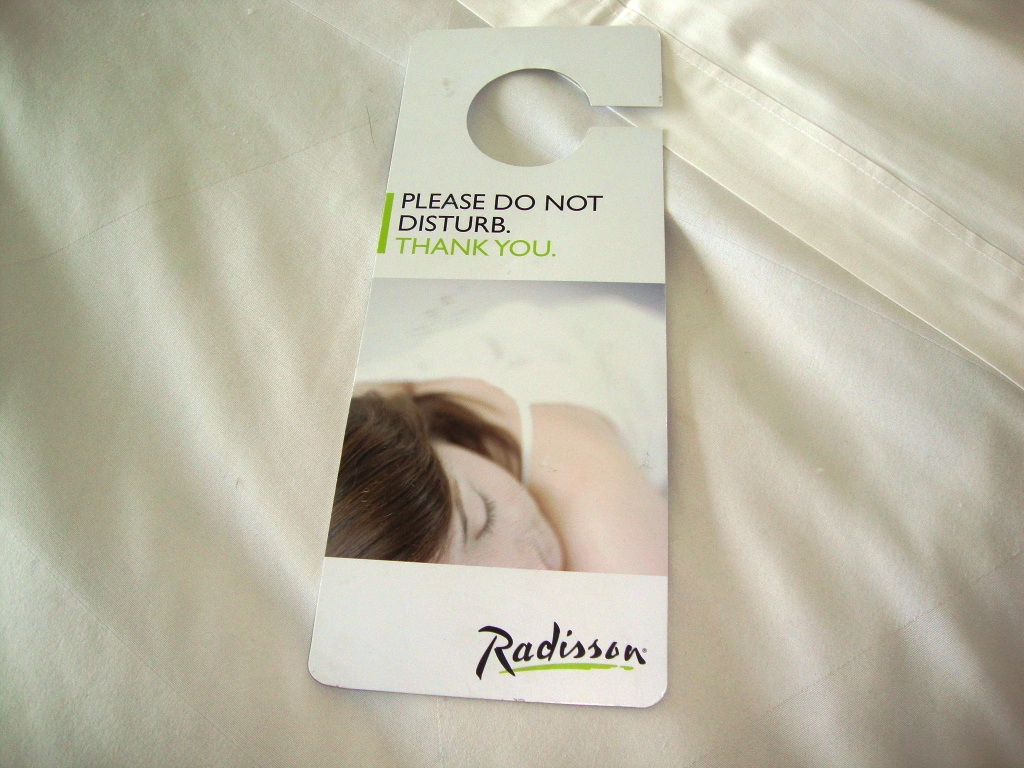 PLEASE DO NOT
DISTURB.
THANK YOU.
Radisson